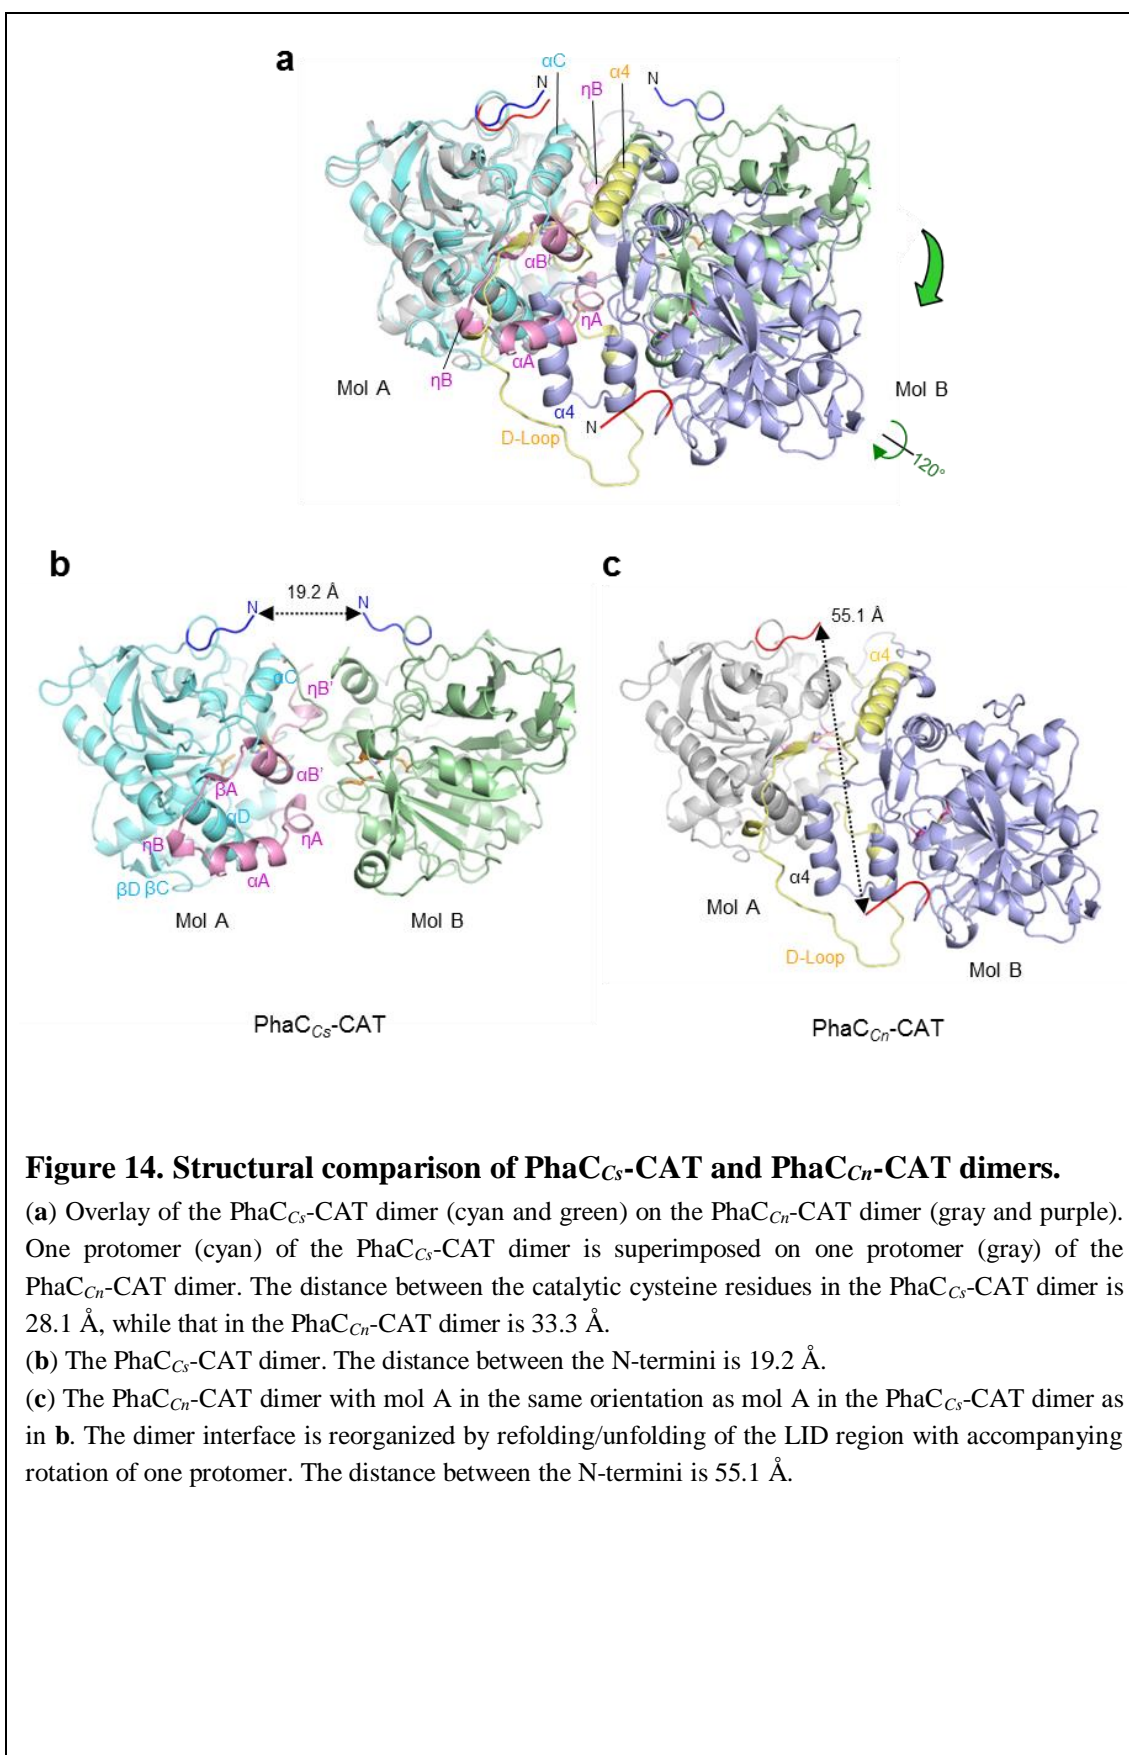 a
αC
N
α4
ηB
N
αB
ηA
ηB
αA
Mol A
Mol B
α4
N
D-Loop
120°
b
19.2 Å
N
N
αC
ηB'
βA
αB'
αD
ηA
ηB
αA
βD βC
Mol A
Mol B
PhaCCs-CAT
c
55.1 Å
α4
α4
Mol A
D-Loop
Mol B
PhaCCn-CAT
Figure 14. Structural comparison of PhaCCs-CAT and PhaCCn-CAT dimers.
(a) Overlay of the PhaCCs-CAT dimer (cyan and green) on the PhaCCn-CAT dimer (gray and purple).
One protomer (cyan) of the PhaCCs-CAT dimer is superimposed on one protomer (gray) of the
PhaCCn-CAT dimer. The distance between the catalytic cysteine residues in the PhaCCs-CAT dimer is
28.1 Å, while that in the PhaCCn-CAT dimer is 33.3 Å.
(b) The PhaCCs-CAT dimer. The distance between the N-termini is 19.2 Å.
(c) The PhaCCn-CAT dimer with mol A in the same orientation as mol A in the PhaCCs-CAT dimer as
in b. The dimer interface is reorganized by refolding/unfolding of the LID region with accompanying
rotation of one protomer. The distance between the N-termini is 55.1 Å.